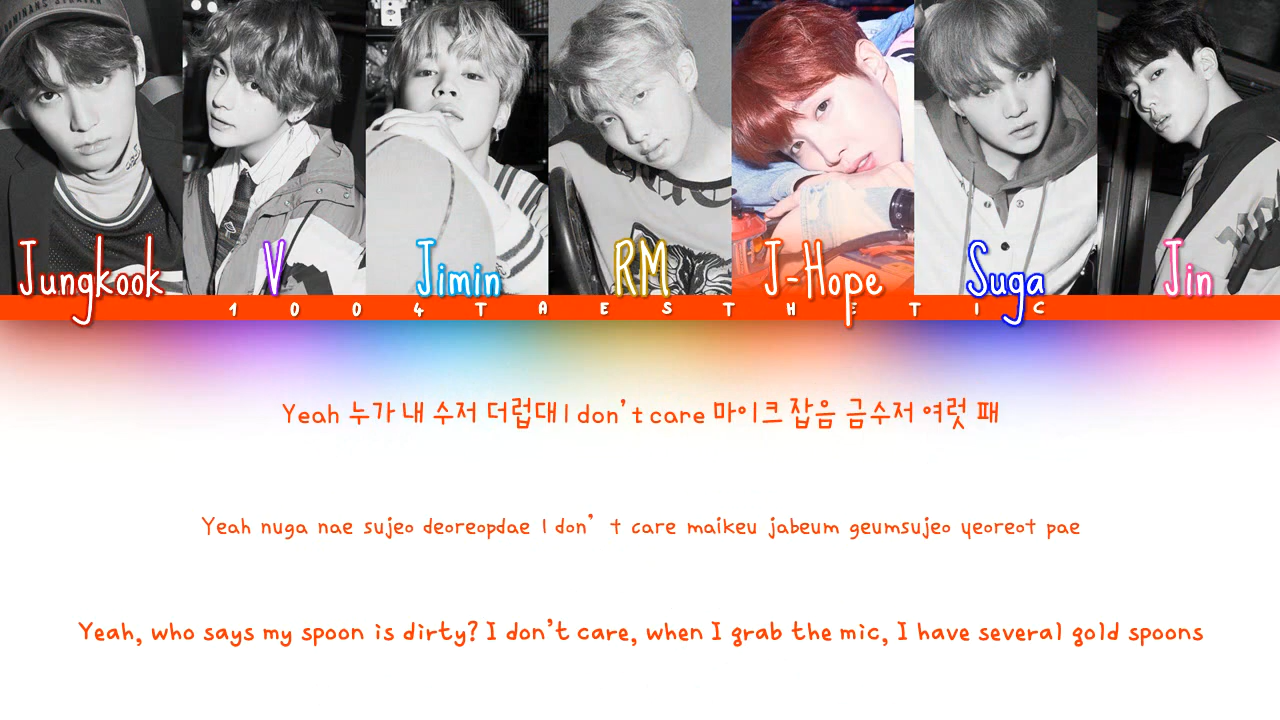 Jungkook V Jimin RM J-Hope Suga Jin
1004TAESTHETIC
Yeah 누가 내 수저 더럽대 I don't care 마이크 잡음 금수저 여럿 패
Yeah nuga nae sujeo deoreopdae I don't care maikeu jabeum geumsujeo yeoreot pae
Yeah, who says my spoon is dirty? I don't care, when I grab the mic, I have several gold spoons